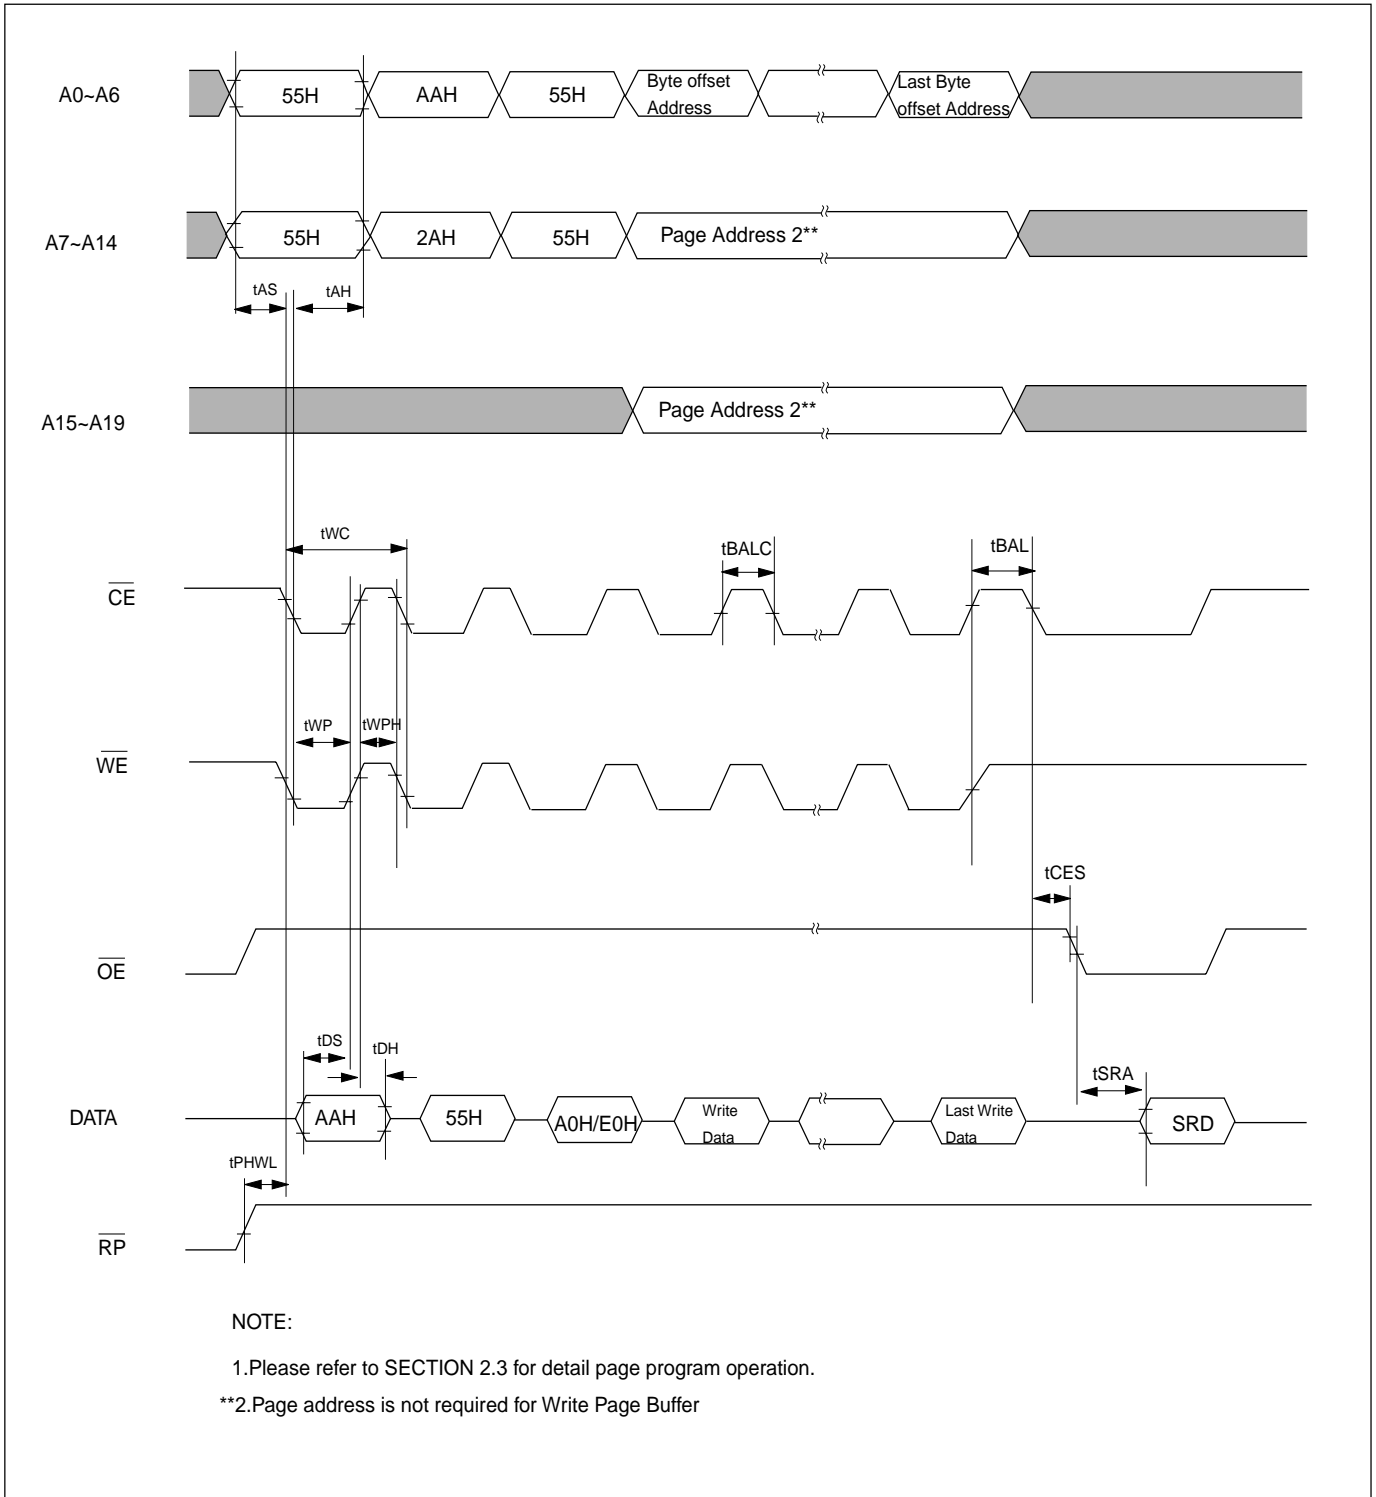 A0~A6
55H
AAH
55H
Byte offset
Address
Last Byte
offset Address
A7~A14
55H
2AH
55H
Page Address 2**
tAS
tAH
A15~A19
Page Address 2**
tWC
tBALC
tBAL
CE
tWP
tWPH
WE
tCES
OE
tDS
tDH
tSRA
DATA
AAH
55H
A0H/E0H
Write
Data
Last Write
Data
SRD
tPHWL
RP
NOTE:
1.Please refer to SECTION 2.3 for detail page program operation.
**2.Page address is not required for Write Page Buffer